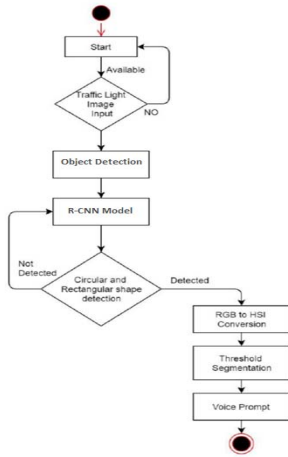 Start
Available
Traffic Light
Image
Input
NO
Object Detection
R-CNN Model
Not
Detected
Circular and
Rectangular shape
detection
Detected
RGB to HSI
Conversion
Threshold
Segmentation
Voice Prompt